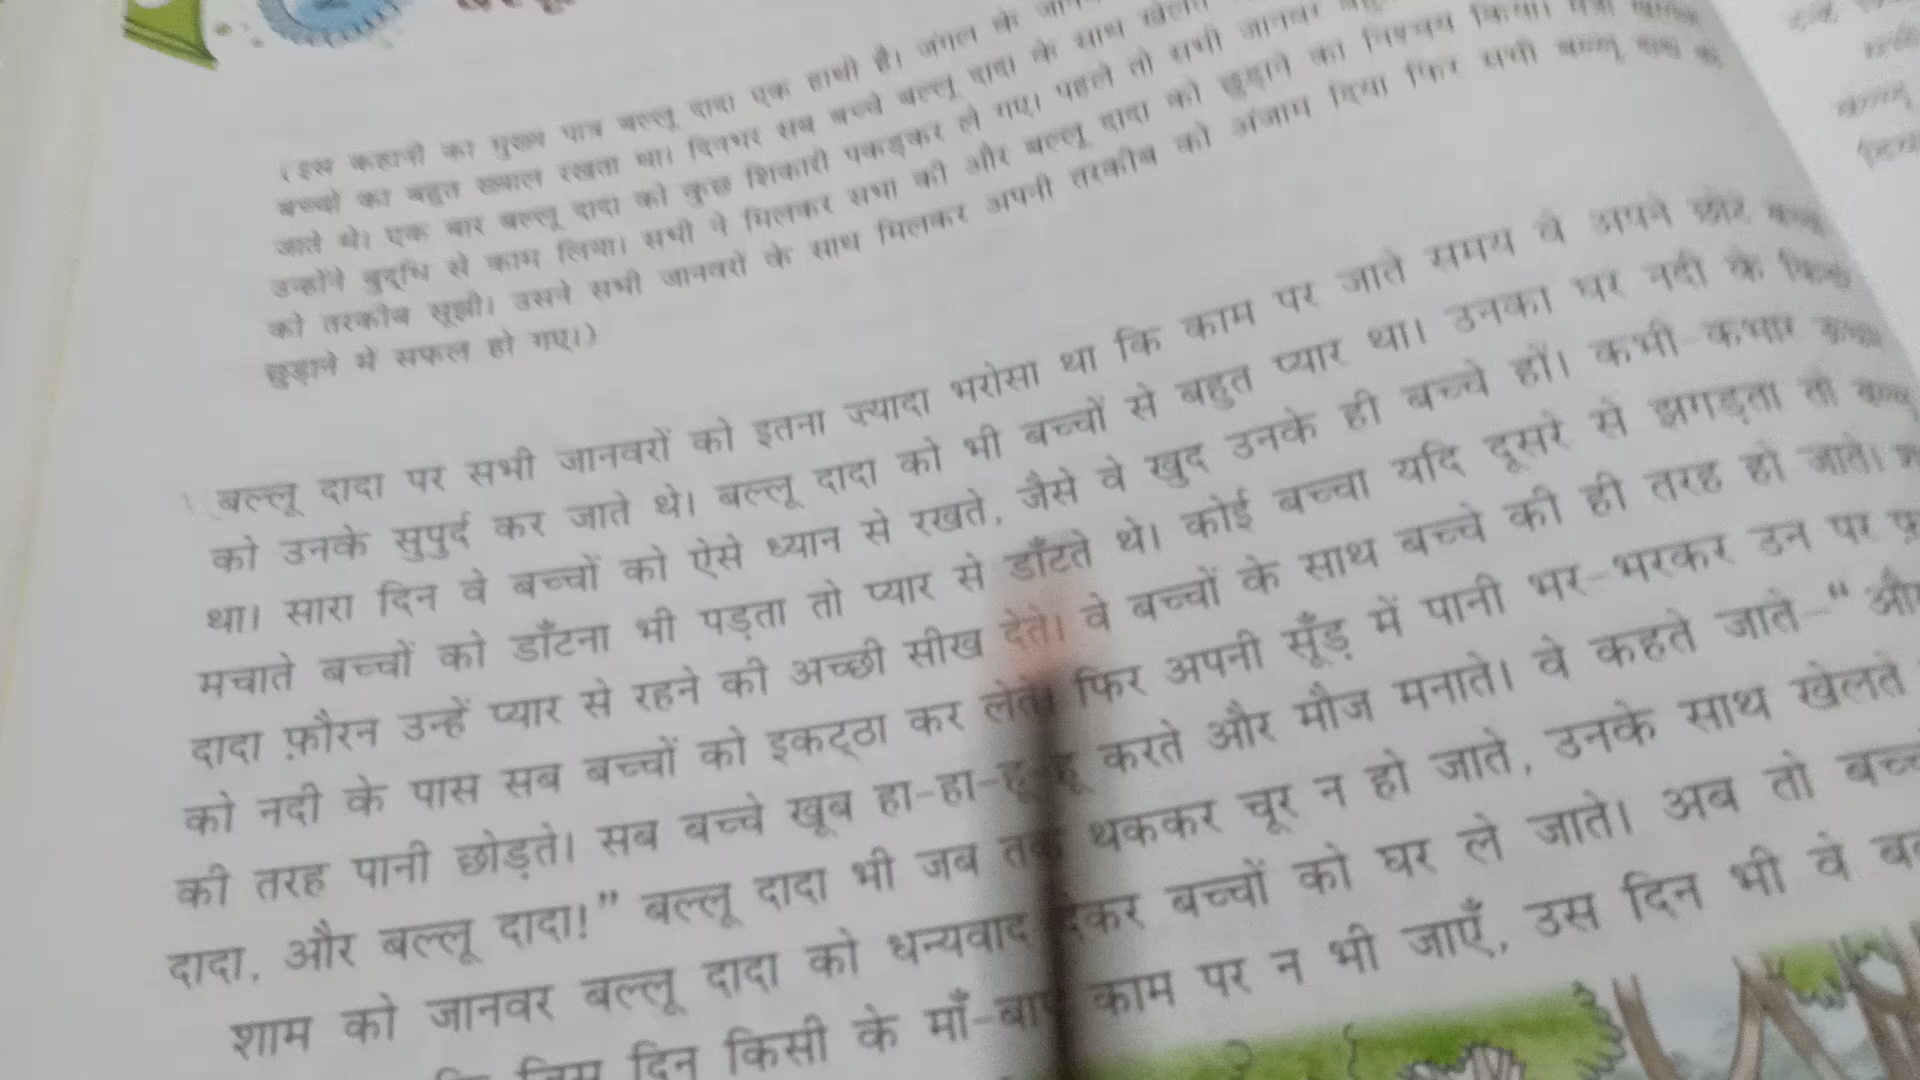 (इस कहानी का मुख्य पात्र बल्लू दादा एक हाथी है। जंगल के
बच्चों का बहुत ख्याल रखता था। दिनभर सब बच्चे बल्लू दादा के साथ खेलते
जाते थे। एक बार बल्लू दादा को कुछ शिकारी पकड़कर ले गए। पहले तो सभी जानवर
उन्होंने बुद्धि से काम लिया। सभी ने मिलकर सभा की और बल्लू दादा को छुड़ाने का निश्चय किया।
को तरकीब सूझी। उसने सभी जानवरों के साथ मिलकर अपनी तरकीब को अंजाम दिया फिर सभी बल्लू दादा को
छुड़ाने में सफल हो गए।)
बल्लू दादा पर सभी जानवरों को इतना ज़्यादा भरोसा था कि काम पर जाते समय वे अपने छोटे
को उनके सुपुर्द कर जाते थे। बल्लू दादा को भी बच्चों से बहुत प्यार था। उनका घर नदी के
था। सारा दिन वे बच्चों को ऐसे ध्यान से रखते, जैसे वे खुद उनके ही बच्चे हों। कभी-कभार
मचाते बच्चों को डाँटना भी पड़ता तो प्यार से डाँटते थे। कोई बच्चा यदि दूसरे से झगड़ता तो
दादा फ़ौरन उन्हें प्यार से रहने की अच्छी सीख देते। वे बच्चों के साथ बच्चे की ही तरह हो जाते।
को नदी के पास सब बच्चों को इकट्ठा कर लेते। फिर अपनी सूँड़ में पानी भर-भरकर उन पर
की तरह पानी छोड़ते। सब बच्चे खूब हा-हा-हू-हू करते और मौज मनाते। वे कहते जाते-“
दादा, और बल्लू दादा!” बल्लू दादा भी जब तक थककर चूर न हो जाते, उनके साथ खेलते
शाम को जानवर बल्लू दादा को धन्यवाद देकर बच्चों को घर ले जाते। अब तो
दिन किसी के माँ-बाप काम पर न भी जाएँ, उस दिन भी वे